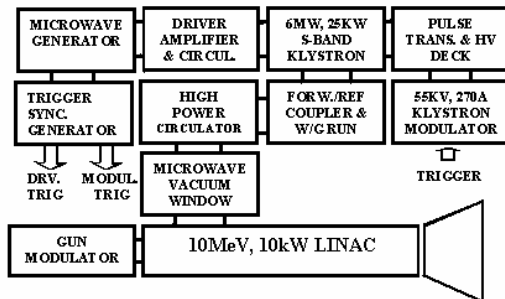 MICROWAVE
GENERATOR
DRIVER
AMPLIFIER
& CIRCUL.
6MW, 25KW
S-BAND
KLYSTRON
PULSE
TRANS. & HV
DECK
TRIGGER
SYNC.
GENERATOR
HIGH
POWER
CIRCULATOR
FORW./REF
COUPLER &
W/G RUN
55KV, 270A
KLYSTRON
MODULATOR
DRV.
TRIG
MODUL.
TRIG
MICROWAVE
VACUUM
WINDOW
TRIGGER
GUN
MODULATOR
10MeV, 10kW LINAC